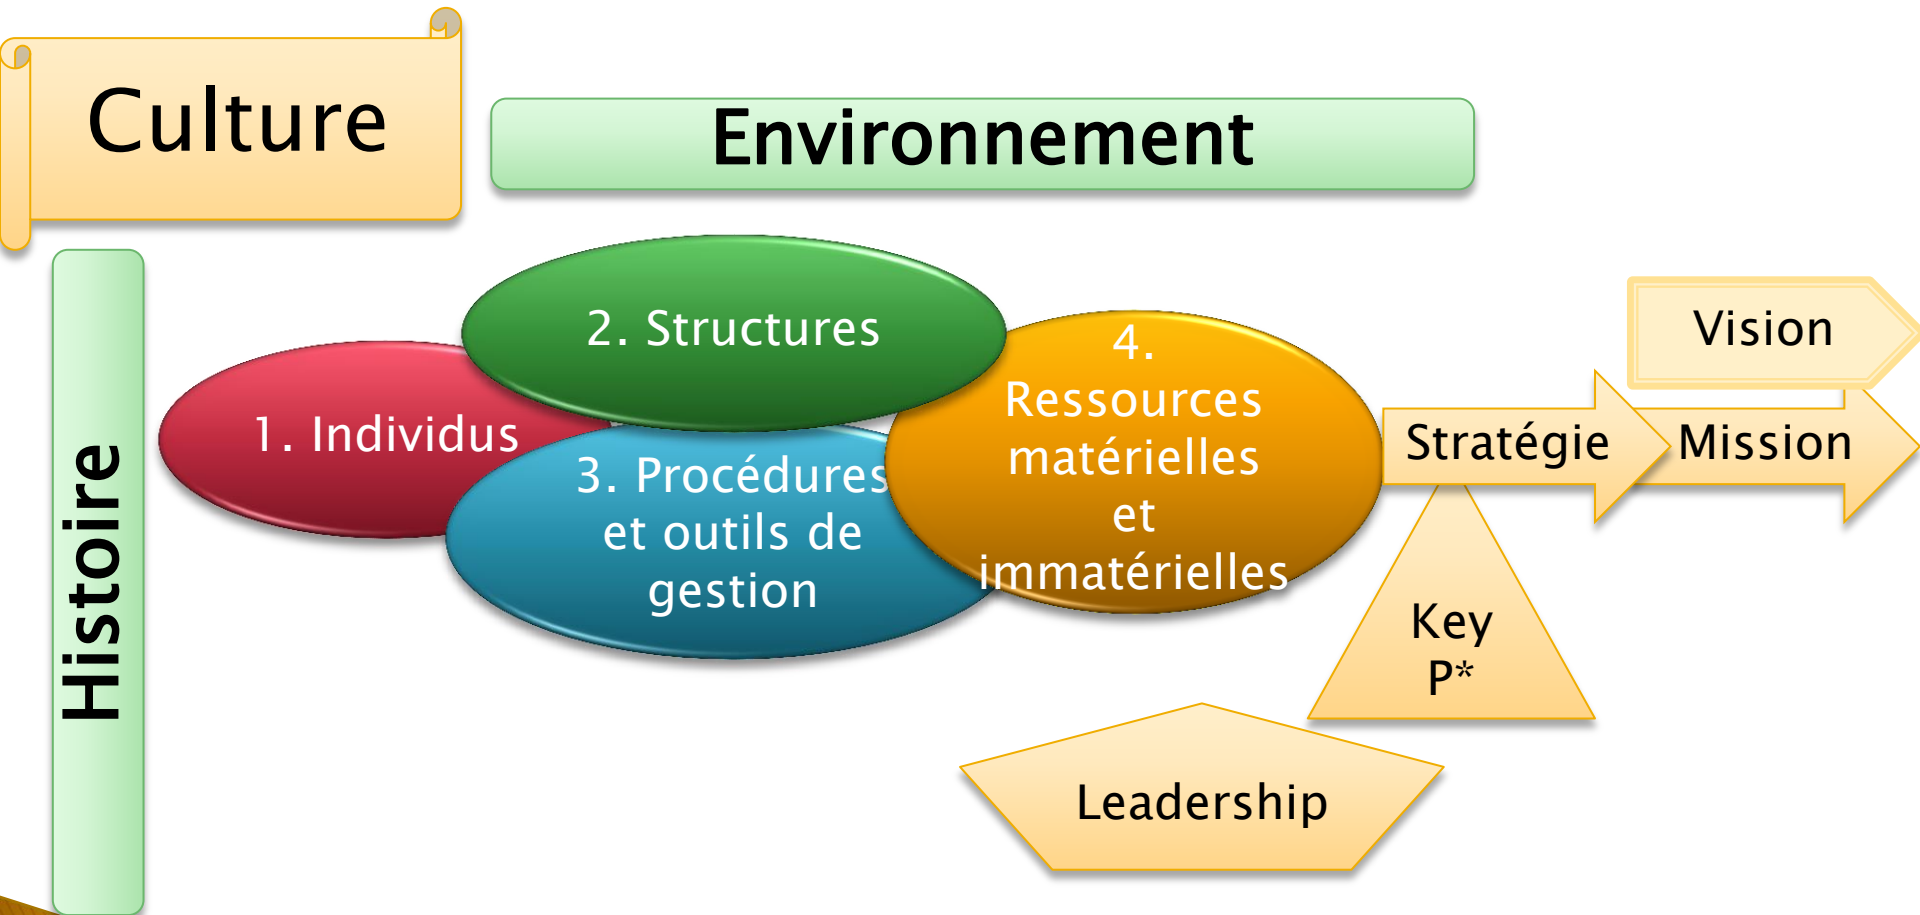 Culture
Environnement
Histoire
1. Individus
2. Structures
3. Procédures
et outils de
gestion
4.
Ressources
matérielles
et
immatérielles
Vision
Stratégie
Mission
Key
P*
Leadership